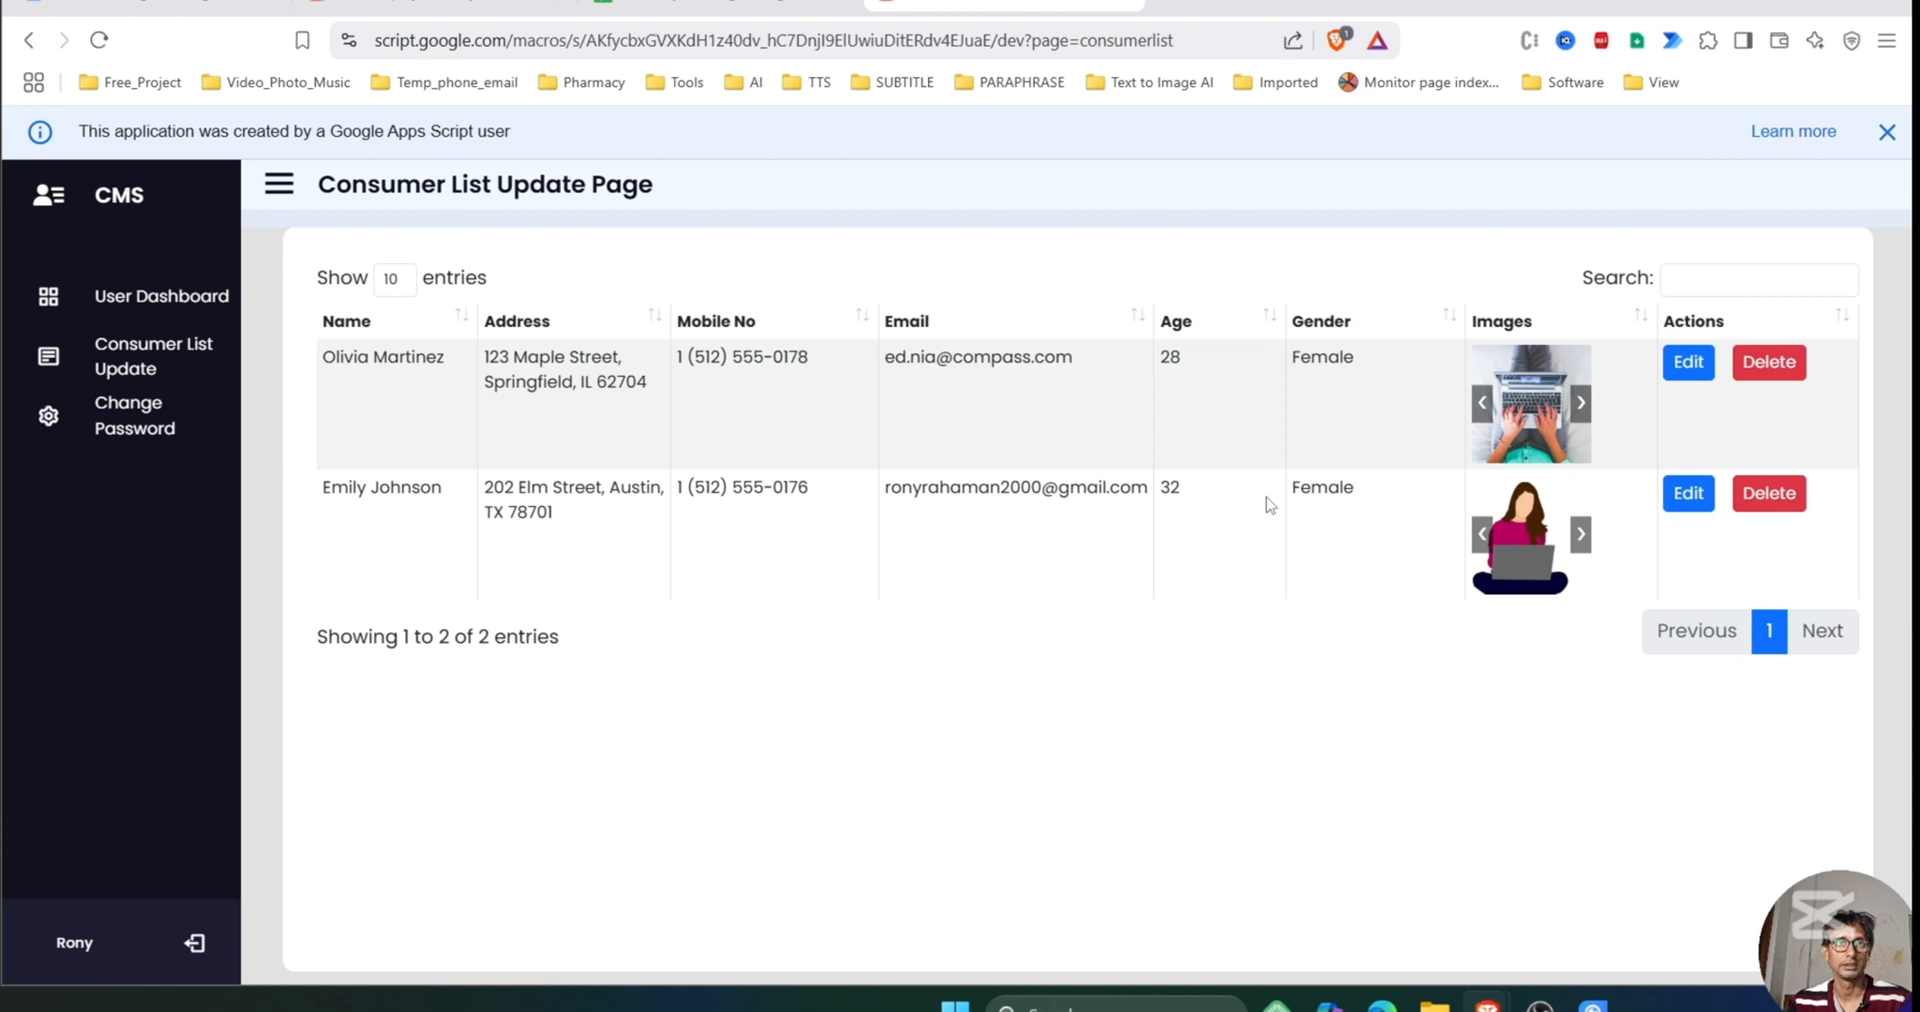 script.google.com/macros/s/AKfycbxGVXKdH1z40dv_hC7DnjI9ElUwiuDitERdv4EJuaE/dev?page=consumerlist
1
Free_Project
Video_Photo_Music
Temp_phone_email
Pharmacy
Tools
AI
TTS
SUBTITLE
PARAPHRASE
Text to Image AI
Imported
Monitor page index...
Software
View
This application was created by a Google Apps Script user
Learn more
CMS
Consumer List Update Page
User Dashboard
Consumer List
Update
Change
Password
Rony
Show 10 entries
Search:
Name
Address
Mobile No
Email
Age
Gender
Images
Actions
Olivia Martinez
123 Maple Street,
Springfield, IL 62704
1 (512) 555-0178
ed.nia@compass.com
28
Female
Edit
Delete
Emily Johnson
202 Elm Street, Austin,
TX 78701
1 (512) 555-0176
ronyrahaman2000@gmail.com
32
Female
Edit
Delete
Showing 1 to 2 of 2 entries
Previous
1
Next